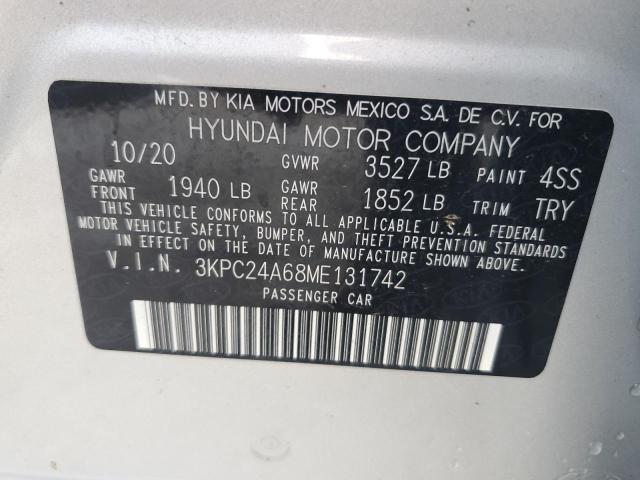 MFD. BY KIA MOTORS MEXICO S.A. DE C.V. FOR
HYUNDAI MOTOR COMPANY
10/20 GVWR 3527 LB PAINT 4SS
GAWR FRONT 1940 LB GAWR REAR 1852 LB TRIM TRY
THIS VEHICLE CONFORMS TO ALL APPLICABLE U.S.A. FEDERAL
MOTOR VEHICLE SAFETY, BUMPER, AND THEFT PREVENTION STANDARDS
IN EFFECT ON THE DATE OF MANUFACTURE SHOWN ABOVE.
V.I.N. 3KPC24A68ME131742
PASSENGER CAR